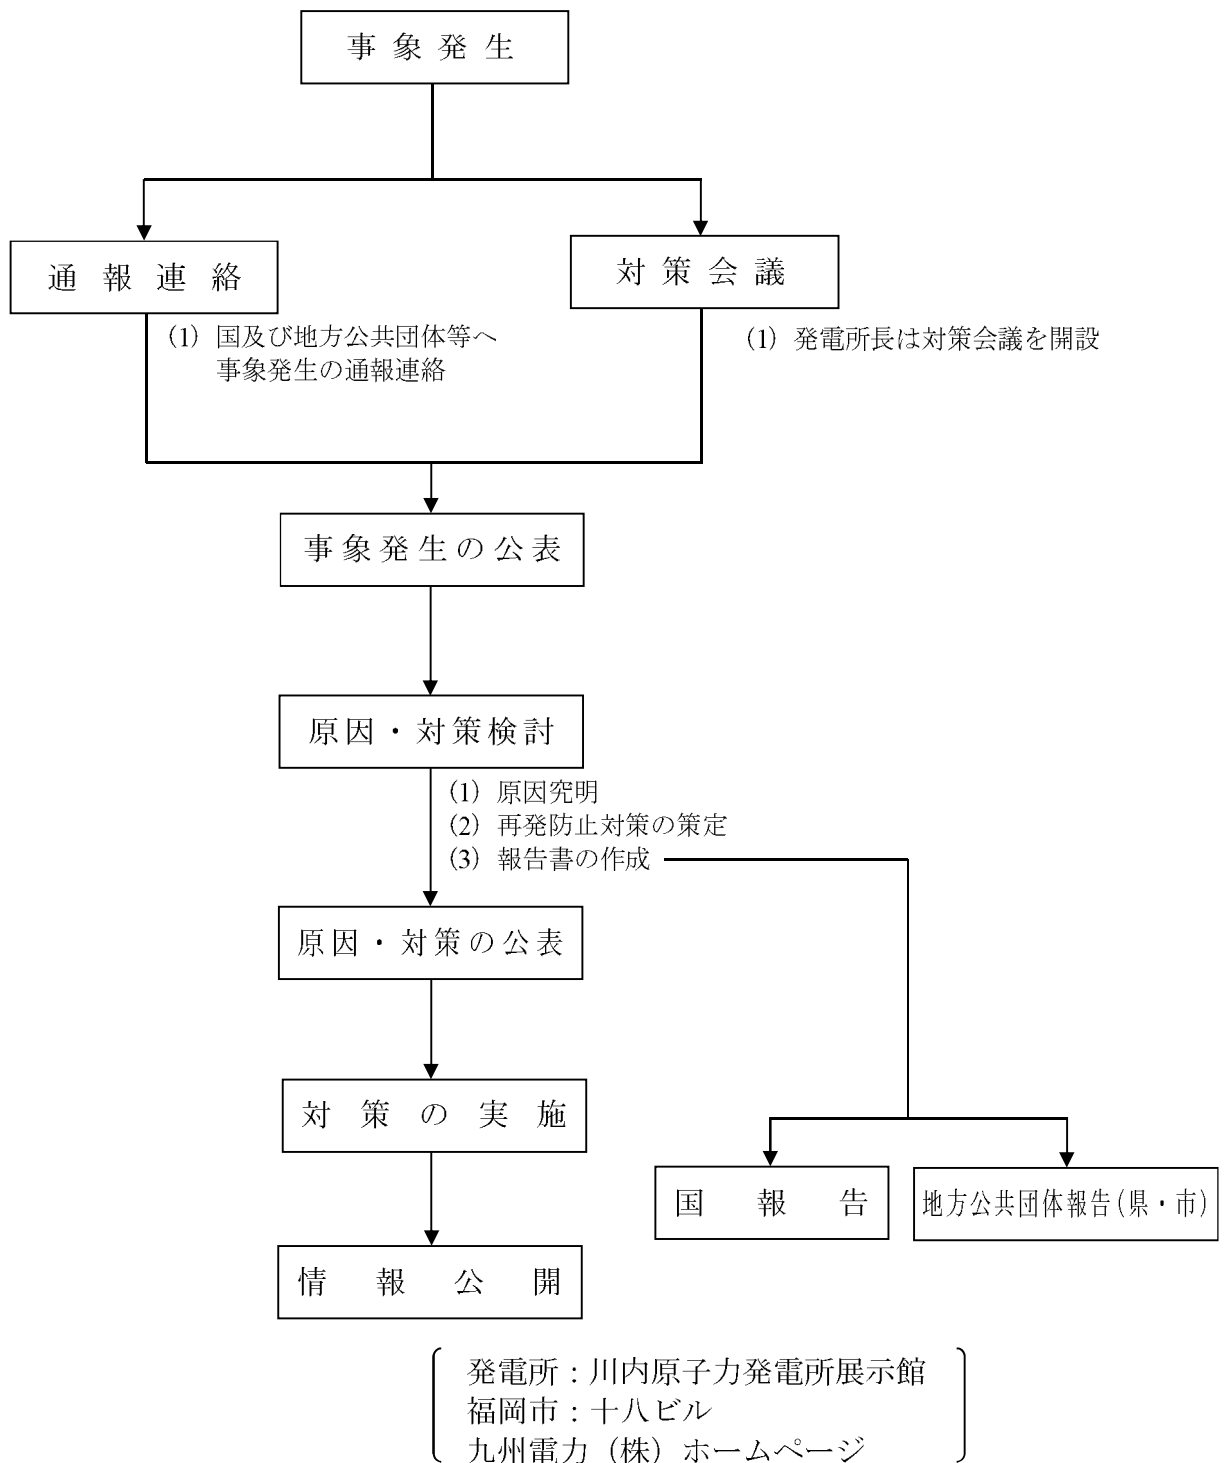 事象発生
通報連絡
対策会議
(1) 国及び地方公共団体等へ
事象発生の通報連絡
(1) 発電所長は対策会議を開設
事象発生の公表
原因・対策検討
(1) 原因究明
(2) 再発防止対策の策定
(3) 報告書の作成
原因・対策の公表
対策の実施
国報告
地方公共団体報告(県・市)
情報公開
発電所：川内原子力発電所展示館
福岡市：十八ビル
九州電力（株）ホームページ